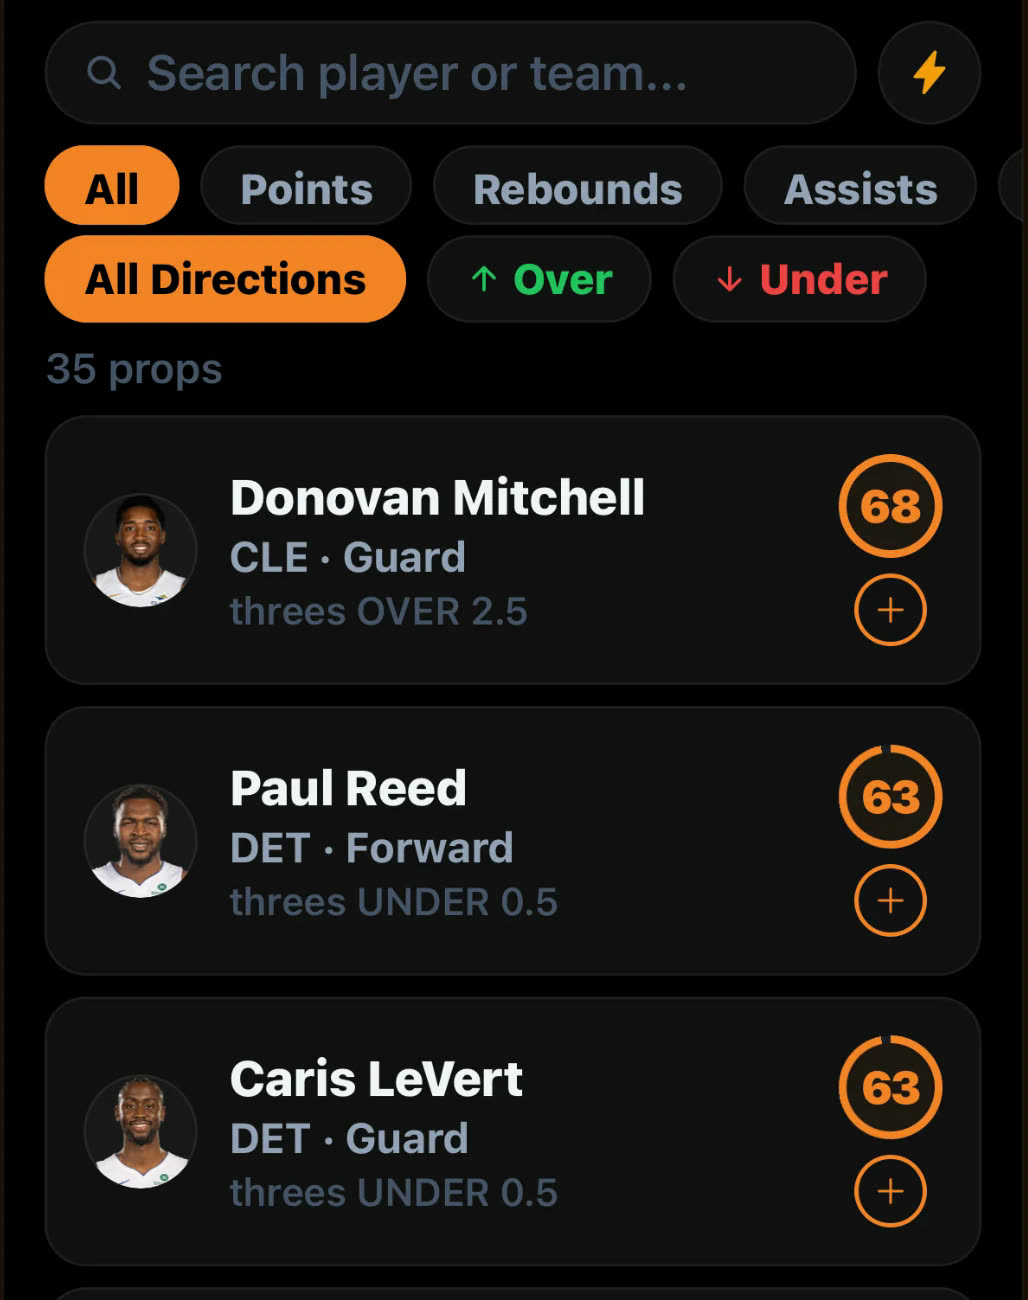 Search player or team...
All Points Rebounds Assists
All Directions ↑ Over ↓ Under
35 props
Donovan Mitchell
68
CLE · Guard
threes OVER 2.5
+
Paul Reed
63
DET · Forward
threes UNDER 0.5
+
Caris LeVert
63
DET · Guard
threes UNDER 0.5
+